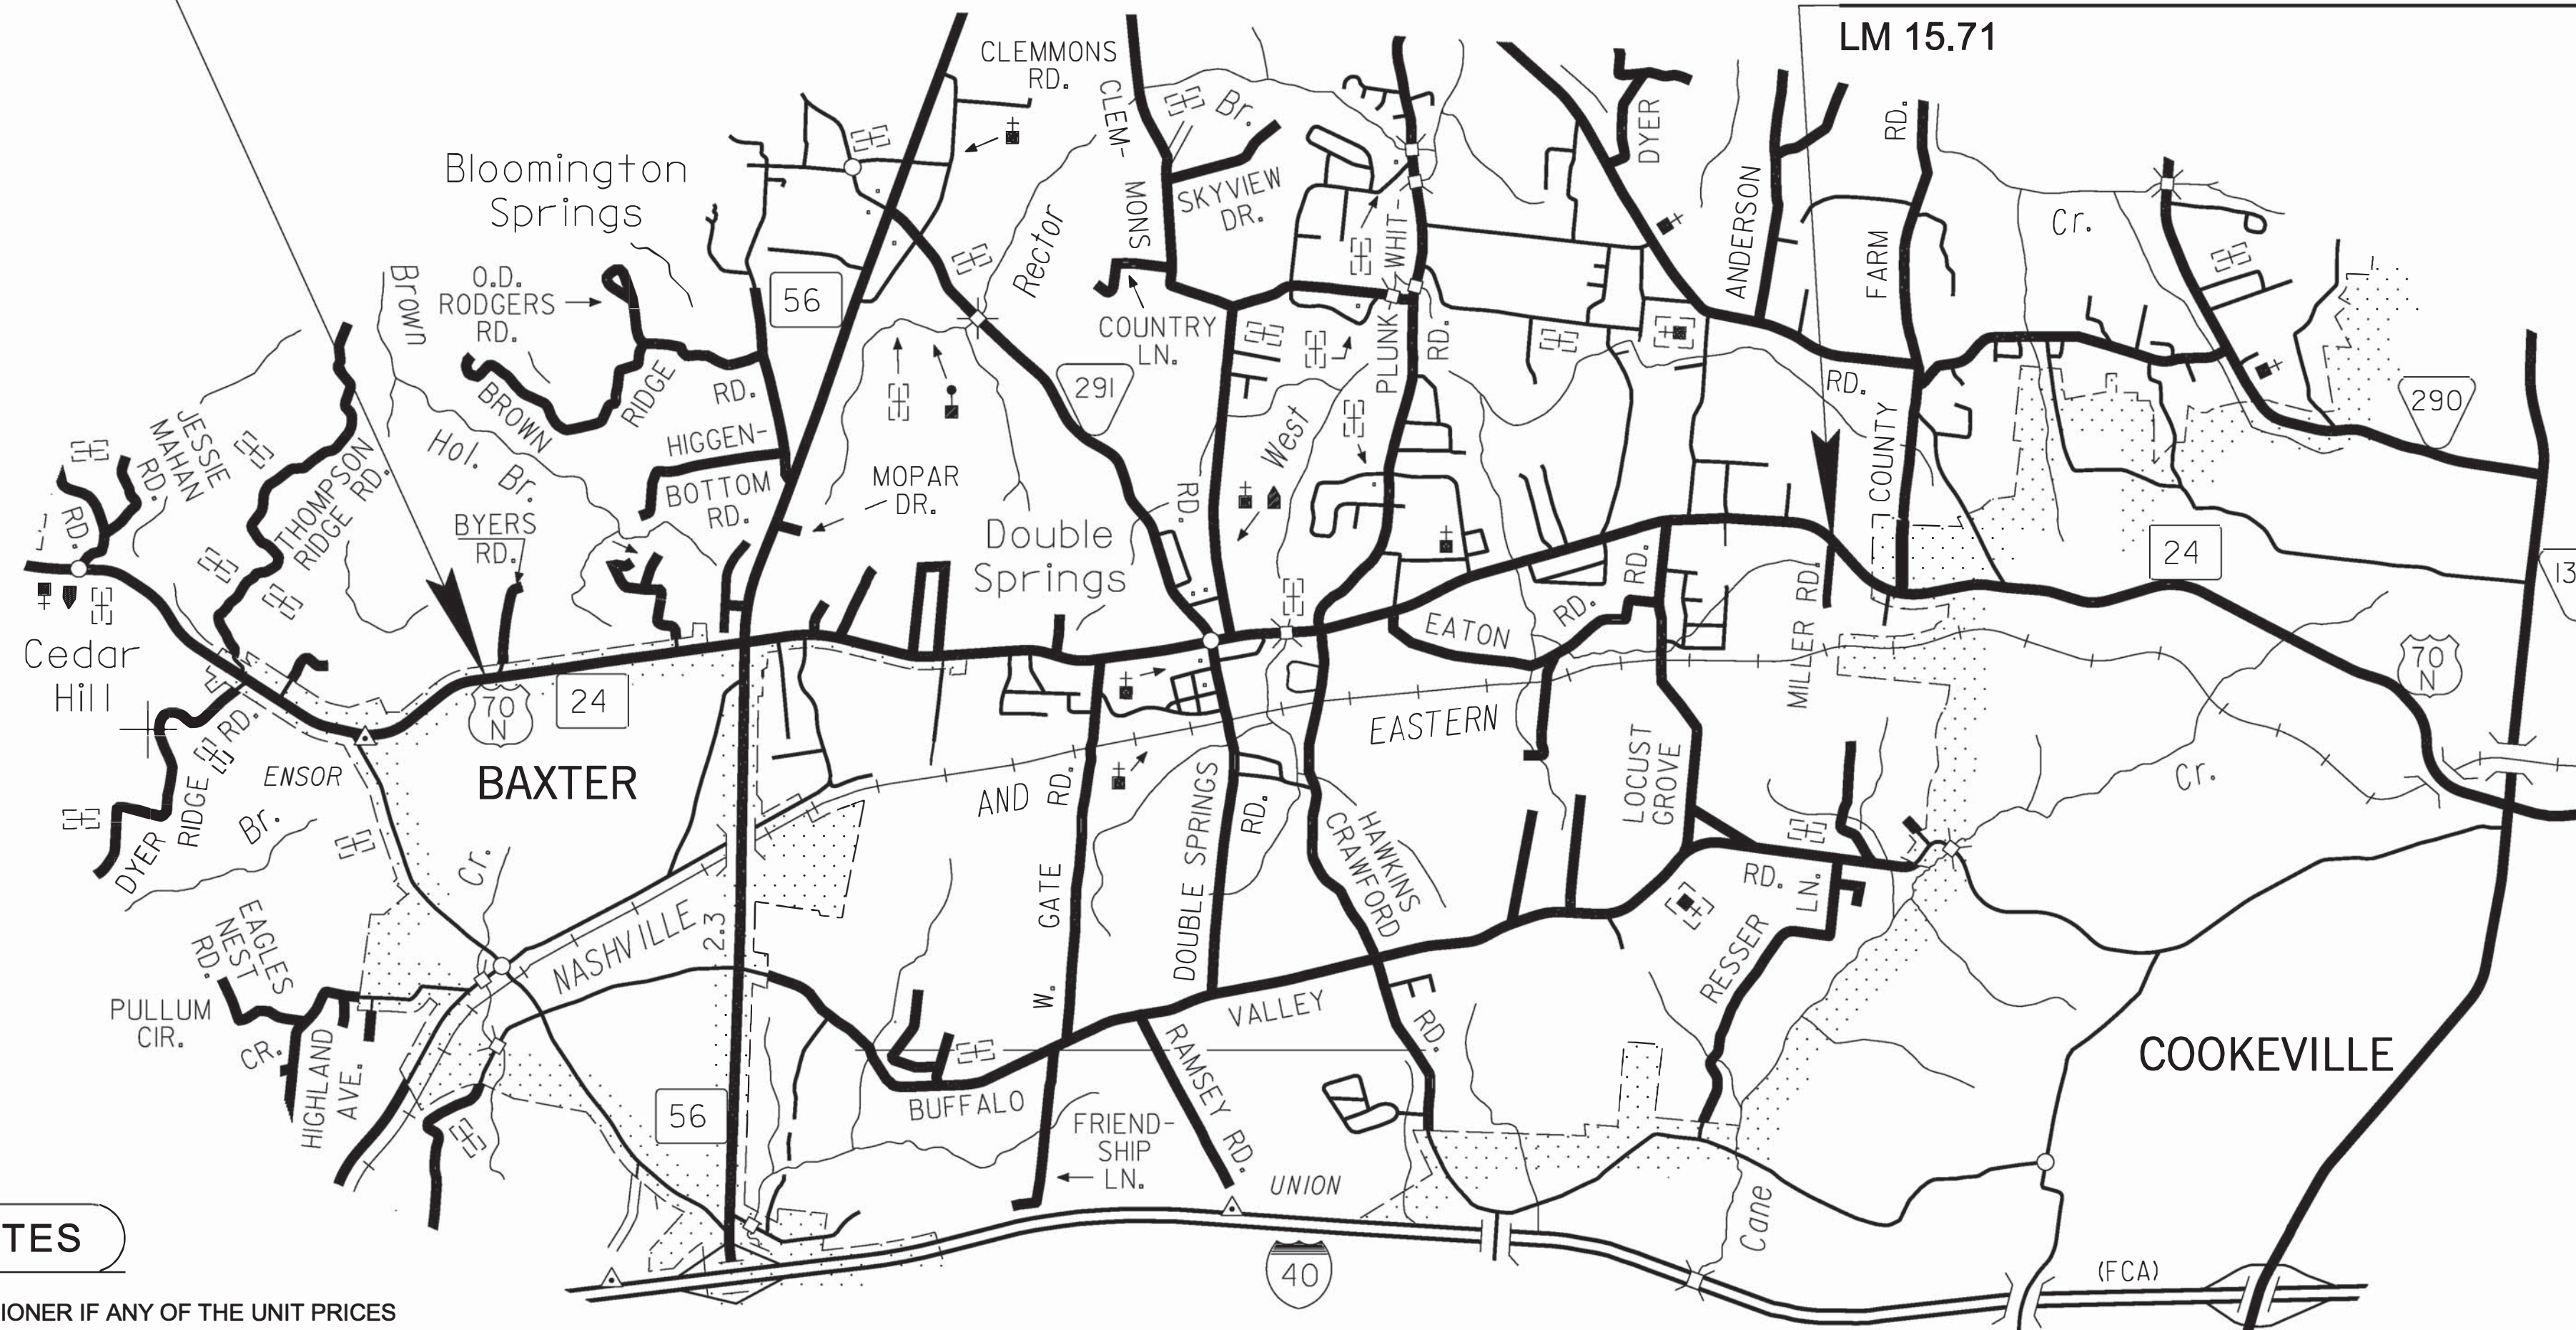 LM 15.71
CLEMMONS
RD.
CLEM-
MONS
Br.
SKYVIEW
DR.
DYER
ANDERSON
RD.
FARM
RD.
COUNTY
Cr.
Bloomington
Springs
Brown
Hol. Br.
O.D.
RODGERS
RD.
56
Rector
COUNTRY
LN.
WHIT-
PLUNK
RD.
291
290
BROWN
RIDGE
RD.
HIGGEN-
BOTTOM
RD.
MOPAR
DR.
West
JESSIE
MAHAN
RD.
RD.
THOMPSON
RIDGE RD.
BYERS
RD.
Double
Springs
RD.
24
13
Cedar
Hill
EATON
RD.
RD.
MILLER RD.
70
N
24
70
N
BAXTER
ENSOR
Br.
DYER
RIDGE
RD.
EASTERN
AND
NASHVILLE
LOCUST
GROVE
RD.
Cr.
Cr.
W. GATE RD.
DOUBLE SPRINGS RD.
HAWKINS
CRAWFORD
RD.
RESSER
LN.
2.3
EAGLES
NEST
RD.
PULLUM
CIR.
CR.
HIGHLAND
AVE.
VALLEY
BUFFALO
RAMSEY RD.
COOKEVILLE
56
FRIEND-
SHIP
LN.
UNION
Cane
40
(FCA)
TES
IONER IF ANY OF THE UNIT PRICES